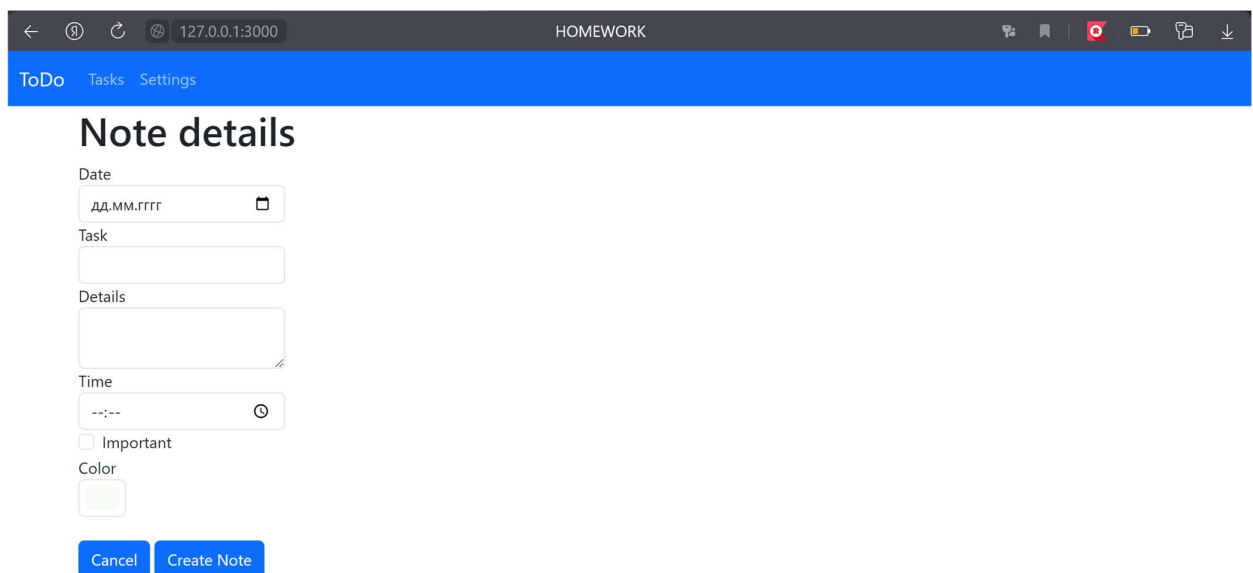 127.0.0.1:3000 HOMEWORK
ToDo Tasks Settings
Note details
Date
дд.мм.гггг
Task
Details
Time
--:--
Important
Color
Cancel Create Note